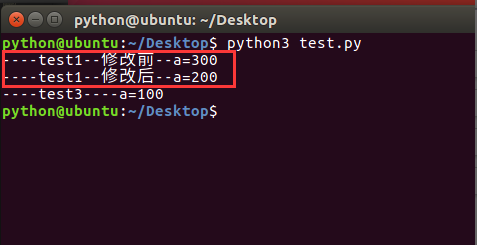 python@ubuntu: ~/Desktop
python@ubuntu:~/Desktop$ python3 test.py
----test1--修改前--a=300
----test1--修改后--a=200
----test3----a=100
python@ubuntu:~/Desktop$